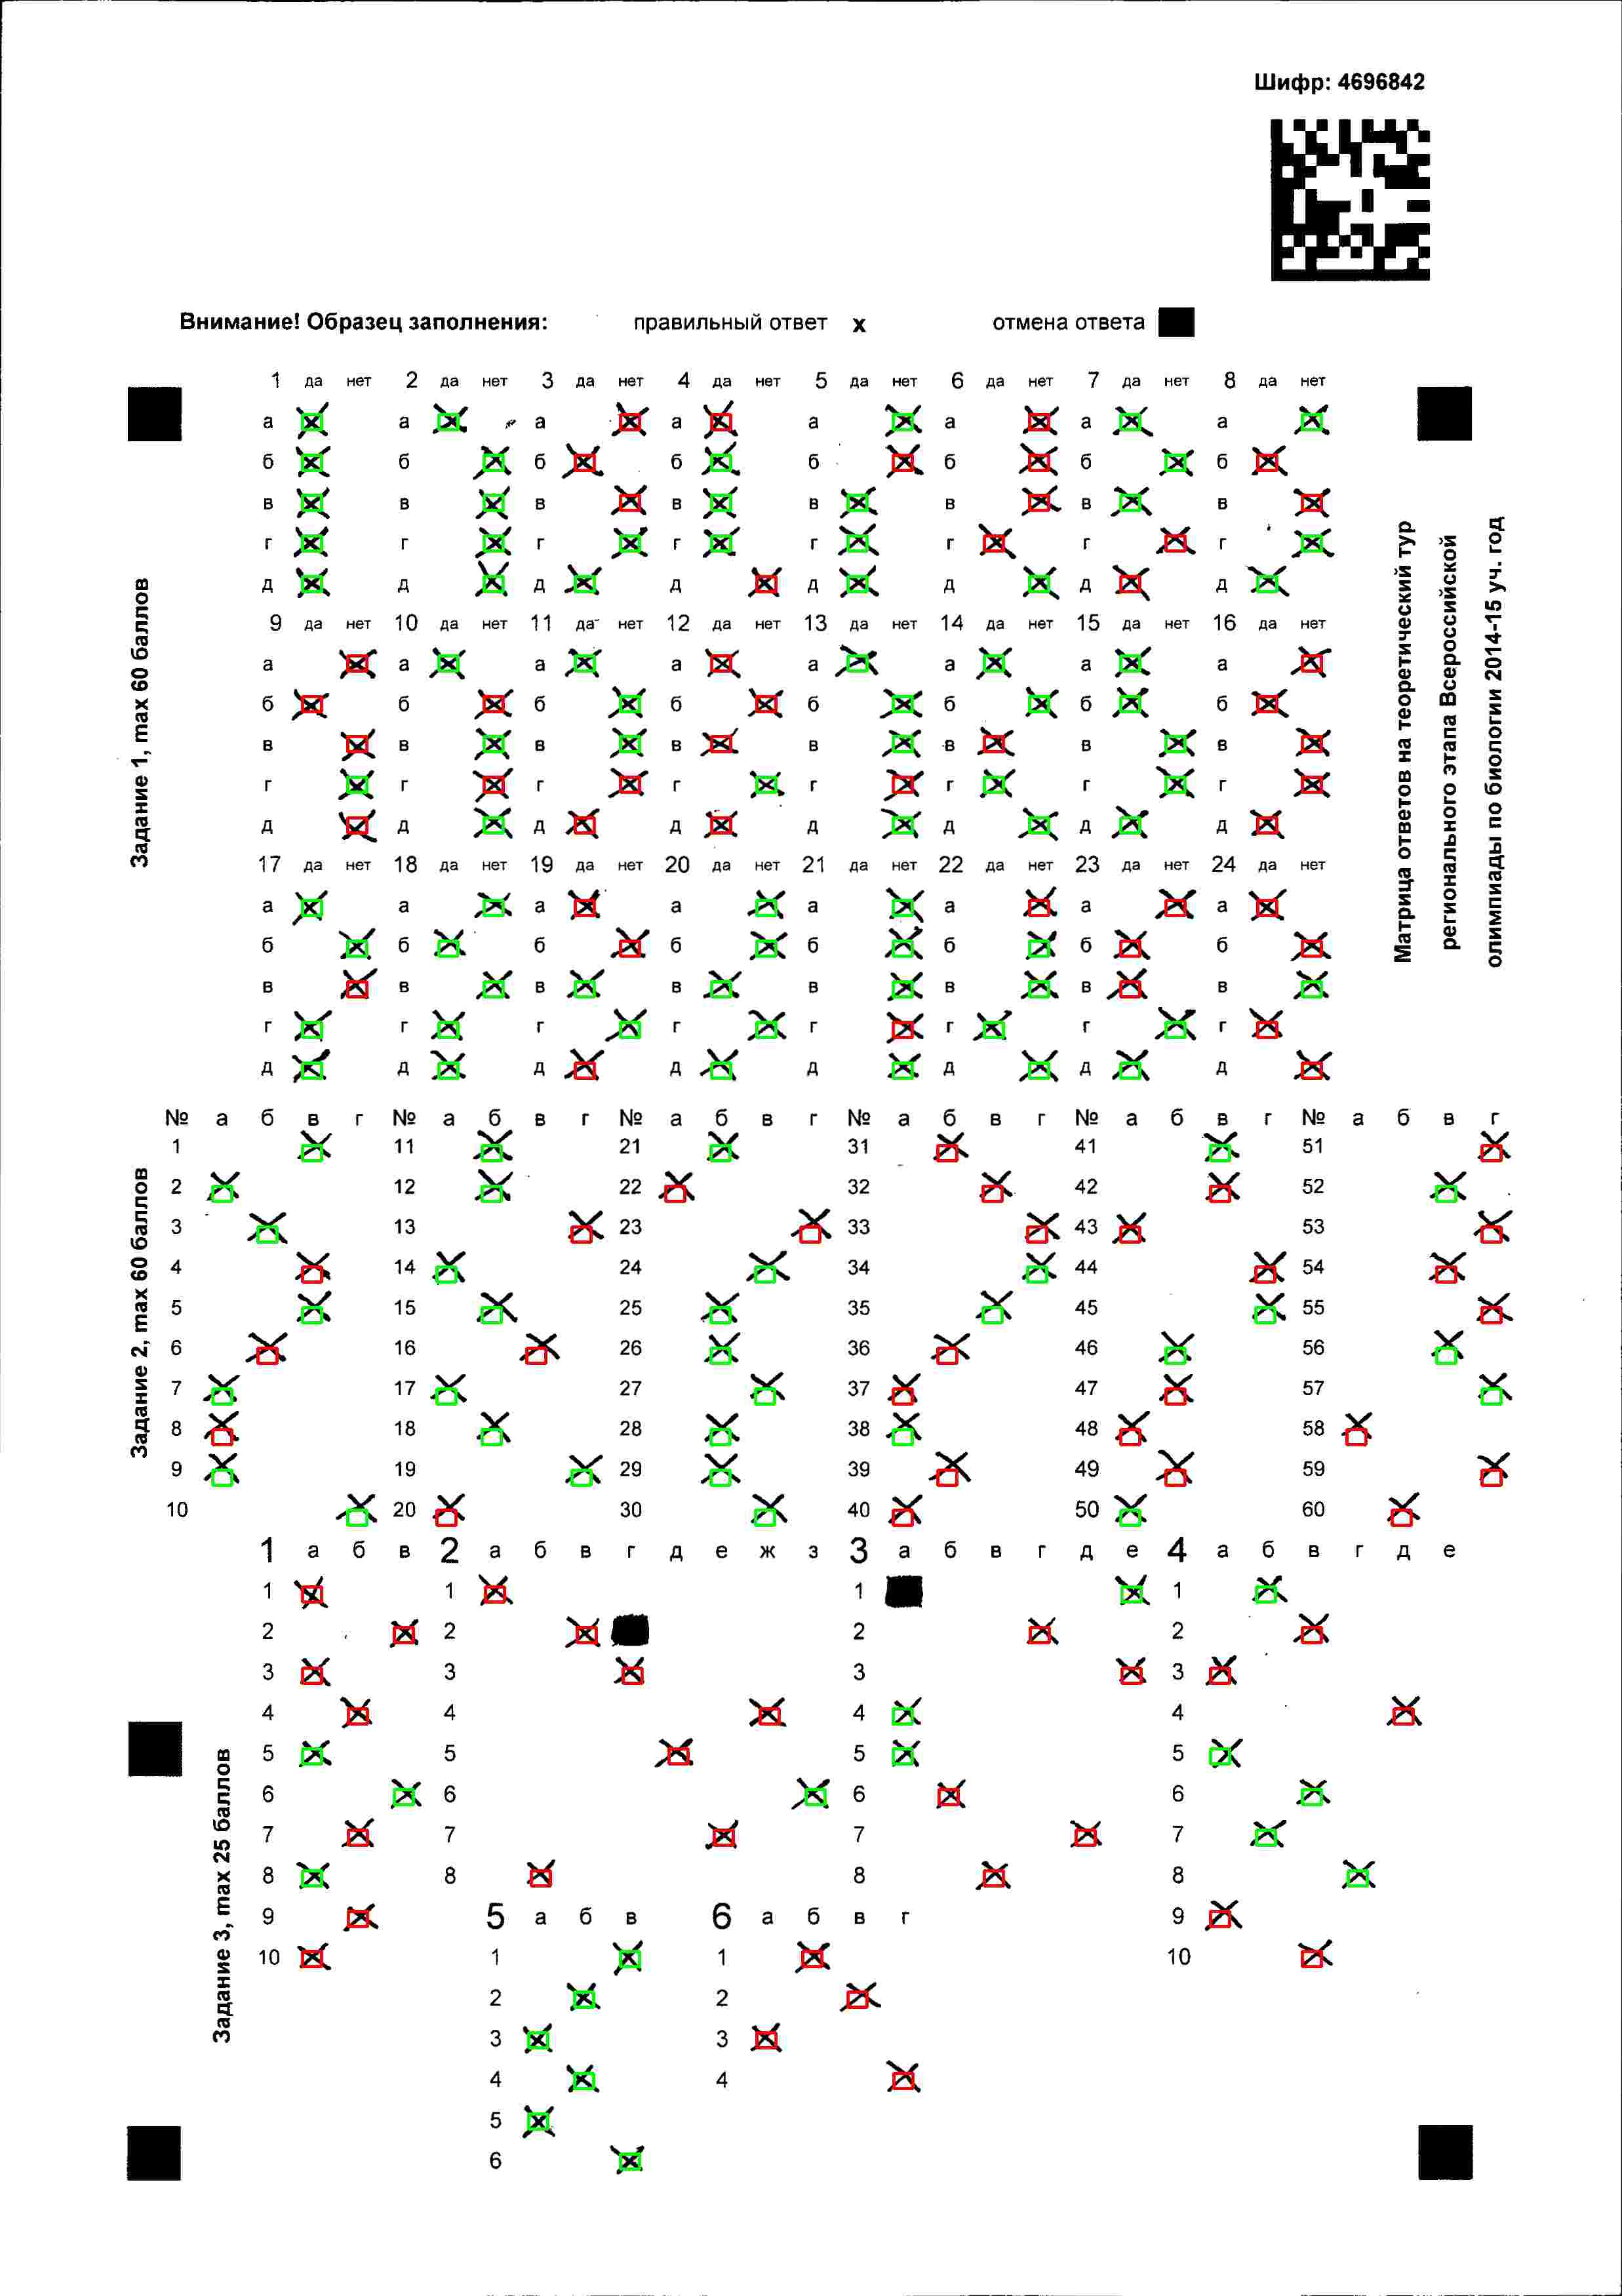 Шифр: 4696842
Внимание! Образец заполнения: правильный ответ х отмена ответа
Задание 1, max 60 баллов
1 да нет 2 да нет 3 да нет 4 да нет 5 да нет 6 да нет 7 да нет 8 да нет
а а а а а а а а
б б б б б б б б
в в в в в в в в
г г г г г г г г
д д д д д д д д
9 да нет 10 да нет 11 да нет 12 да нет 13 да нет 14 да нет 15 да нет 16 да нет
а а а а а а а а
б б б б б б б б
в в в в в в в в
г г г г г г г г
д д д д д д д д
17 да нет 18 да нет 19 да нет 20 да нет 21 да нет 22 да нет 23 да нет 24 да нет
а а а а а а а а
б б б б б б б б
в в в в в в в в
г г г г г г г г
д д д д д д д д
Матрица ответов на теоретический тур
регионального этапа Всероссийской
олимпиады по биологии 2014-15 уч. год
Задание 2, max 60 баллов
№ а б в г № а б в г № а б в г № а б в г № а б в г № а б в г
1 11 21 31 41 51
2 12 22 32 42 52
3 13 23 33 43 53
4 14 24 34 44 54
5 15 25 35 45 55
6 16 26 36 46 56
7 17 27 37 47 57
8 18 28 38 48 58
9 19 29 39 49 59
10 20 30 40 50 60
Задание 3, max 25 баллов
1 а б в 2 а б в г д е ж з 3 а б в г д е 4 а б в г д е
1 1 1 1
2 2 2 2
3 3 3 3
4 4 4 4
5 5 5 5
6 6 6 6
7 7 7 7
8 8 8 8
9 9
10 10
5 а б в 6 а б в г
1 1
2 2
3 3
4 4
5
6